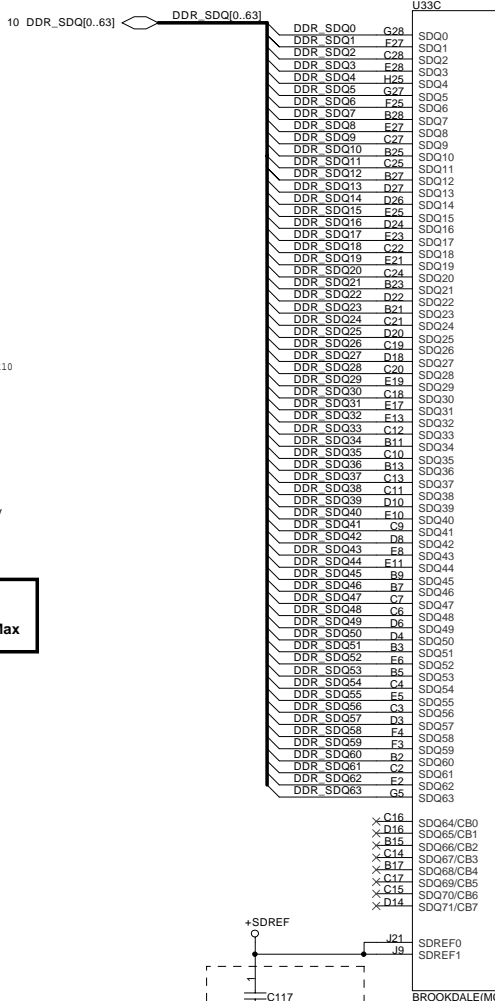 U33C
10 DDR_SDQ[0..63] DDR_SDQ[0..63]
DDR_SDQ0 G28 SDQ0
DDR_SDQ1 F27 SDQ1
DDR_SDQ2 C28 SDQ2
DDR_SDQ3 E28 SDQ3
DDR_SDQ4 H25 SDQ4
DDR_SDQ5 G27 SDQ5
DDR_SDQ6 F25 SDQ6
DDR_SDQ7 B28 SDQ7
DDR_SDQ8 E27 SDQ8
DDR_SDQ9 C27 SDQ9
DDR_SDQ10 B25 SDQ10
DDR_SDQ11 C25 SDQ11
DDR_SDQ12 B27 SDQ12
DDR_SDQ13 D27 SDQ13
DDR_SDQ14 D26 SDQ14
DDR_SDQ15 E25 SDQ15
DDR_SDQ16 D24 SDQ16
DDR_SDQ17 E23 SDQ17
DDR_SDQ18 C22 SDQ18
DDR_SDQ19 E21 SDQ19
DDR_SDQ20 C24 SDQ20
DDR_SDQ21 B23 SDQ21
DDR_SDQ22 D22 SDQ22
DDR_SDQ23 B21 SDQ23
DDR_SDQ24 C21 SDQ24
DDR_SDQ25 D20 SDQ25
DDR_SDQ26 C19 SDQ26
DDR_SDQ27 D18 SDQ27
10
DDR_SDQ28 C20 SDQ28
DDR_SDQ29 E19 SDQ29
DDR_SDQ30 C18 SDQ30
DDR_SDQ31 E17 SDQ31
DDR_SDQ32 E13 SDQ32
DDR_SDQ33 C12 SDQ33
DDR_SDQ34 B11 SDQ34
DDR_SDQ35 C10 SDQ35
DDR_SDQ36 B13 SDQ36
DDR_SDQ37 C13 SDQ37
DDR_SDQ38 C11 SDQ38
DDR_SDQ39 D10 SDQ39
DDR_SDQ40 E10 SDQ40
DDR_SDQ41 C9 SDQ41
DDR_SDQ42 D8 SDQ42
DDR_SDQ43 E8 SDQ43
DDR_SDQ44 E11 SDQ44
DDR_SDQ45 B9 SDQ45
DDR_SDQ46 B7 SDQ46
DDR_SDQ47 C7 SDQ47
DDR_SDQ48 C6 SDQ48
DDR_SDQ49 D6 SDQ49
Max
DDR_SDQ50 D4 SDQ50
DDR_SDQ51 B3 SDQ51
DDR_SDQ52 E6 SDQ52
DDR_SDQ53 B5 SDQ53
DDR_SDQ54 C4 SDQ54
DDR_SDQ55 E5 SDQ55
DDR_SDQ56 C3 SDQ56
DDR_SDQ57 D3 SDQ57
DDR_SDQ58 F4 SDQ58
DDR_SDQ59 F3 SDQ59
DDR_SDQ60 B2 SDQ60
DDR_SDQ61 C2 SDQ61
DDR_SDQ62 E2 SDQ62
DDR_SDQ63 G5 SDQ63
C16 SDQ64/CB0
D16 SDQ65/CB1
B15 SDQ66/CB2
C14 SDQ67/CB3
B17 SDQ68/CB4
C17 SDQ69/CB5
C15 SDQ70/CB6
D14 SDQ71/CB7
+SDREF
J21 SDREF0
J9 SDREF1
1
C117
BROOKDALE(MC